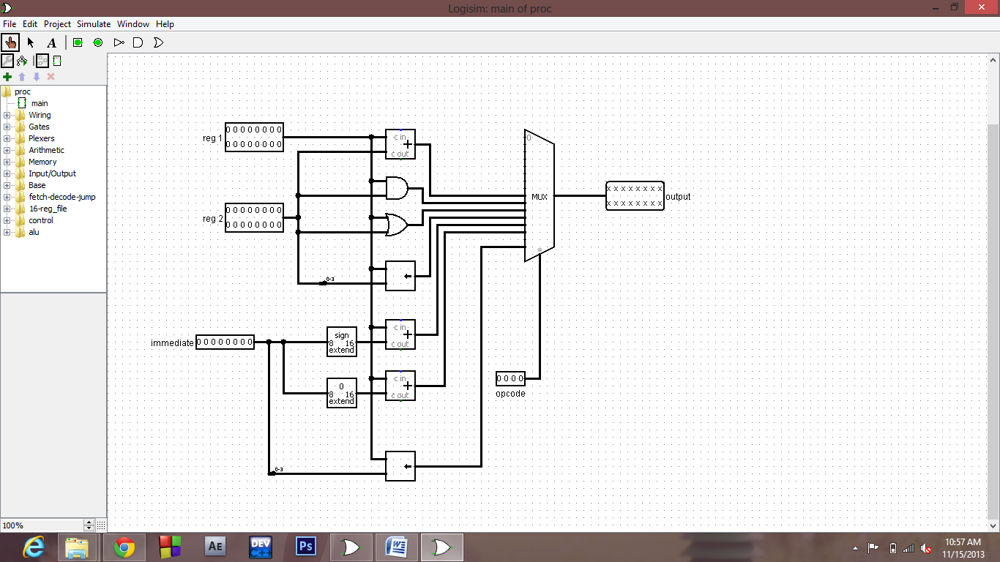 Logisim: main of proc
File Edit Project Simulate Window Help
A
proc
main
Wiring
Gates
Plexers
Arithmetic
Memory
Input/Output
Base
fetch-decode-jump
16-reg_file
control
alu
100%
reg 1
0 0 0 0 0 0 0 0
0 0 0 0 0 0 0 0
c in
+
c out
0
MUX
x x x x x x x x
x x x x x x x x
output
reg 2
0 0 0 0 0 0 0 0
0 0 0 0 0 0 0 0
0-3
immediate
0 0 0 0 0 0 0 0
sign
8 16
extend
c in
+
c out
0
8 16
extend
c in
+
c out
0 0 0 0
opcode
0-3
Ae
DEV
C++
Ps
W
10:57 AM
11/15/2013